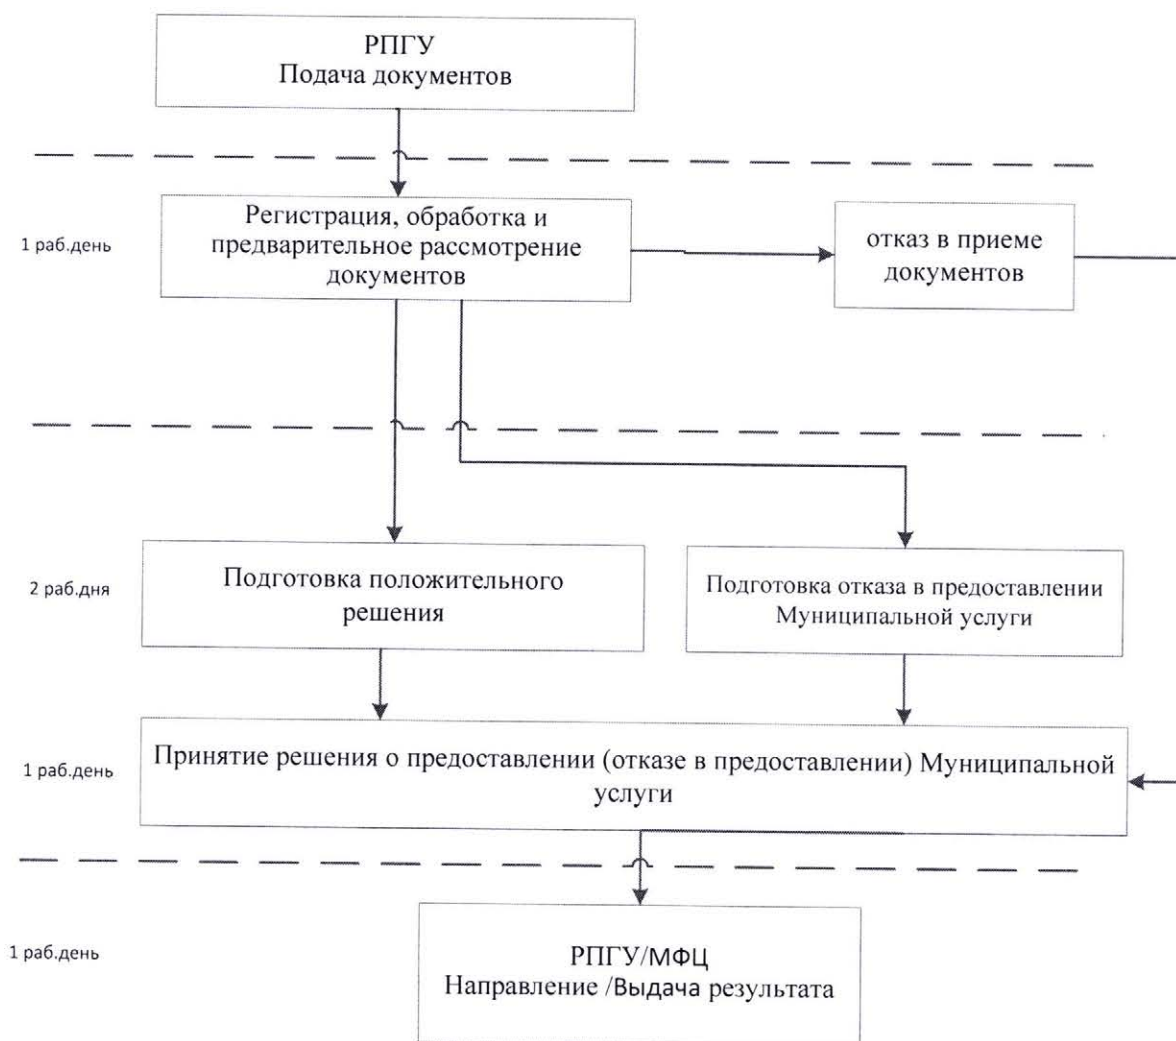 РПГУ
Подача документов
1 раб.день
Регистрация, обработка и
предварительное рассмотрение
документов
отказ в приеме
документов
2 раб.дня
Подготовка положительного
решения
Подготовка отказа в предоставлении
Муниципальной услуги
1 раб.день
Принятие решения о предоставлении (отказе в предоставлении) Муниципальной
услуги
1 раб.день
РПГУ/МФЦ
Направление /Выдача результата